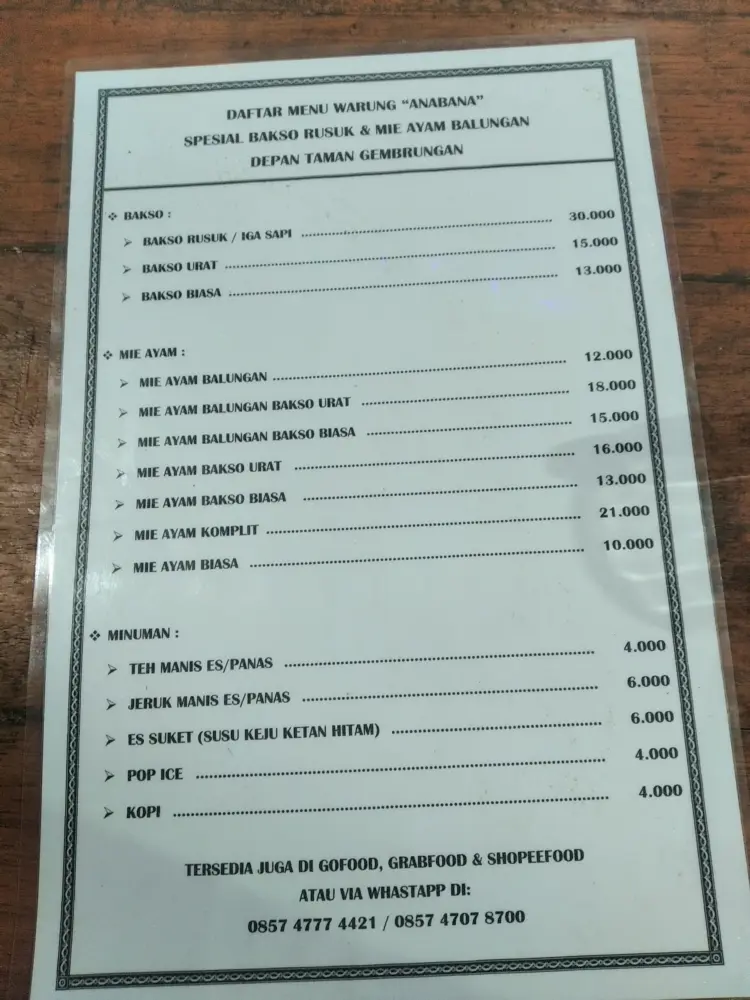 DAFTAR MENU WARUNG “ANABANA”
SPESIAL BAKSO RUSUK & MIE AYAM BALUNGAN
DEPAN TAMAN GEMBRUNGAN
❖ BAKSO :
➢ BAKSO RUSUK / IGA SAPI ........ 30.000
➢ BAKSO URAT ........ 15.000
➢ BAKSO BIASA ........ 13.000
❖ MIE AYAM :
➢ MIE AYAM BALUNGAN ........ 12.000
➢ MIE AYAM BALUNGAN BAKSO URAT ........ 18.000
➢ MIE AYAM BALUNGAN BAKSO BIASA ........ 15.000
➢ MIE AYAM BAKSO URAT ........ 16.000
➢ MIE AYAM BAKSO BIASA ........ 13.000
➢ MIE AYAM KOMPLIT ........ 21.000
➢ MIE AYAM BIASA ........ 10.000
❖ MINUMAN :
➢ TEH MANIS ES/PANAS ........ 4.000
➢ JERUK MANIS ES/PANAS ........ 6.000
➢ ES SUKET (SUSU KEJU KETAN HITAM) ........ 6.000
➢ POP ICE ........ 4.000
➢ KOPI ........ 4.000
TERSEDIA JUGA DI GOFOOD, GRABFOOD & SHOPEEFOOD
ATAU VIA WHASTAPP DI:
0857 4777 4421 / 0857 4707 8700